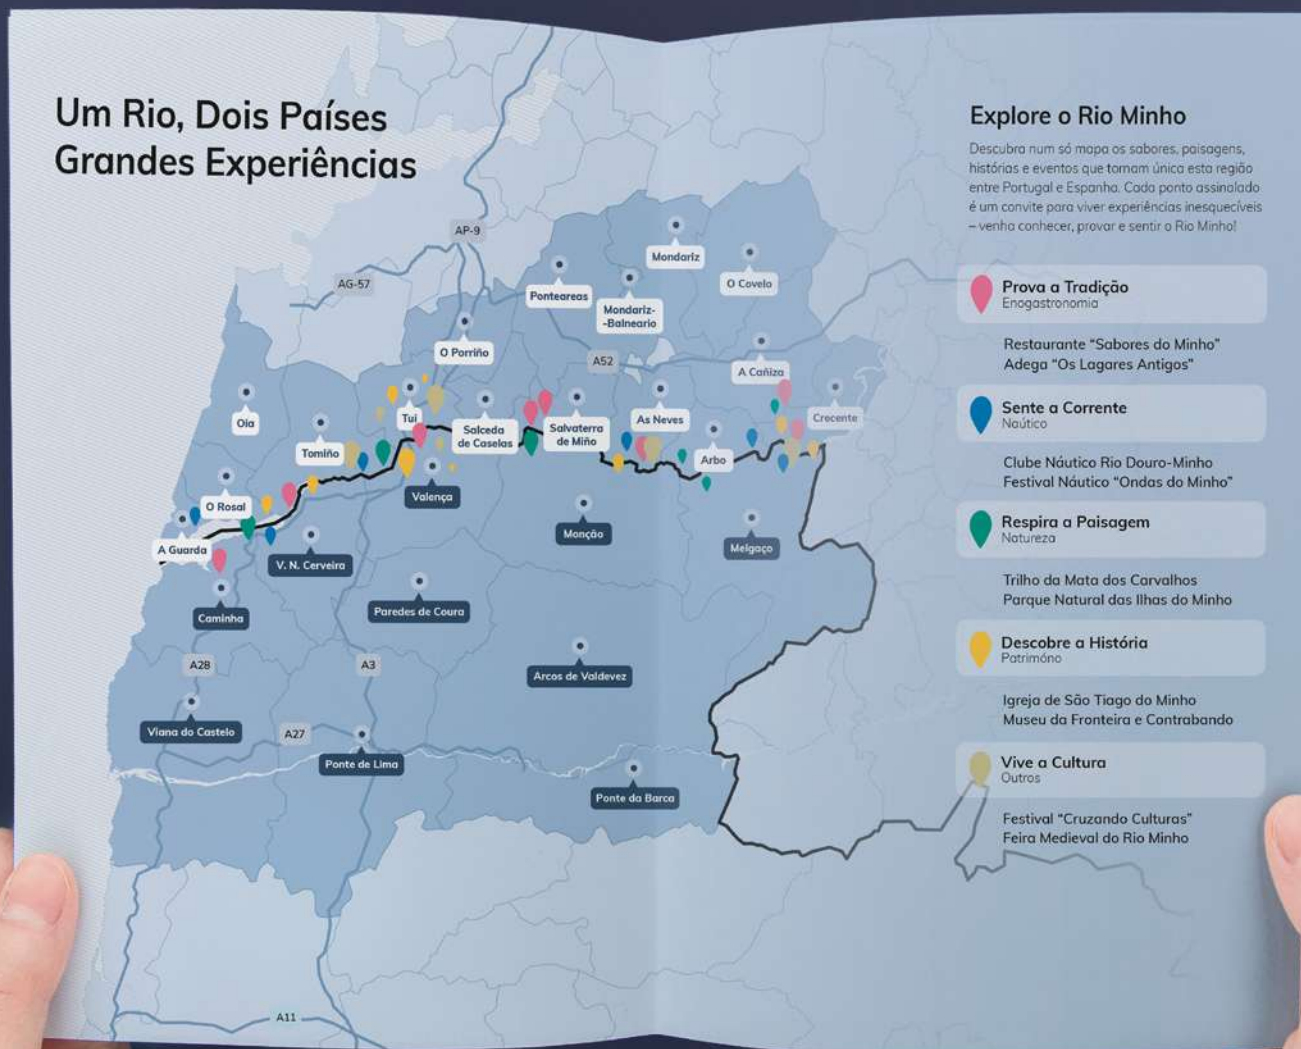 Um Rio, Dois Países
Grandes Experiências
Explore o Rio Minho
Descubra num só mapa os sabores, paisagens,
histórias e eventos que tornam única esta região
entre Portugal e Espanha. Cada ponto assinalado
é um convite para viver experiências inesquecíveis
– venha conhecer, provar e sentir o Rio Minho!
Prova a Tradição
Enogastronomia
Restaurante “Sabores do Minho”
Adega “Os Lagares Antigos”
Sente a Corrente
Naútico
Clube Náutico Rio Douro-Minho
Festival Náutico “Ondas do Minho”
Respira a Paisagem
Natureza
Trilho da Mata dos Carvalhos
Parque Natural das Ilhas do Minho
Descobre a História
Patrimóno
Igreja de São Tiago do Minho
Museu da Fronteira e Contrabando
Vive a Cultura
Outros
Festival “Cruzando Culturas”
Feira Medieval do Rio Minho
AP-9
AG-57
Mondariz
O Covelo
Ponteareas
Mondariz-
-Balneario
O Porriño
A52
A Cañiza
Oia
Tui
Salceda
de Caselas
Salvaterra
de Miño
As Neves
Crecente
Tomiño
Arbo
Valença
O Rosal
Monção
Melgaço
A Guarda
V. N. Cerveira
Caminha
Paredes de Coura
A28
A3
Arcos de Valdevez
Viana do Castelo
A27
Ponte de Lima
Ponte da Barca
A11